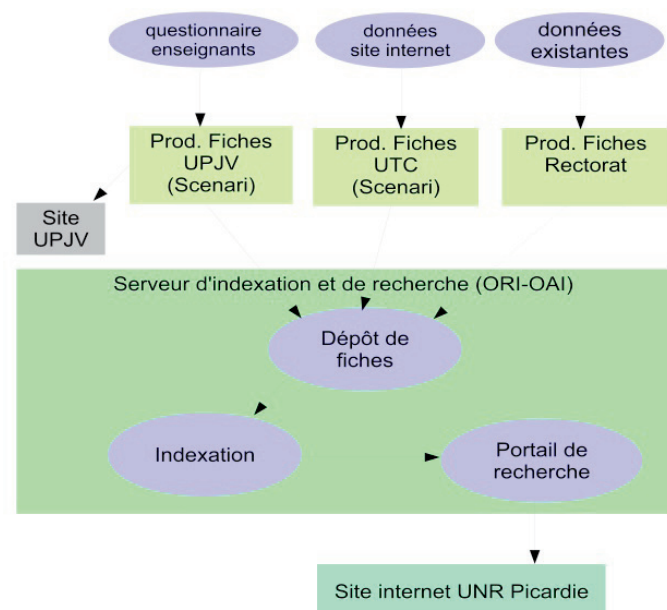 questionnaire
enseignants
données
site internet
données
existantes
Prod. Fiches
UPJV
(Scenari)
Prod. Fiches
UTC
(Scenari)
Prod. Fiches
Rectorat
Site
UPJV
Serveur d'indexation et de recherche (ORI-OAI)
Dépôt de
fiches
Indexation
Portail de
recherche
Site internet UNR Picardie